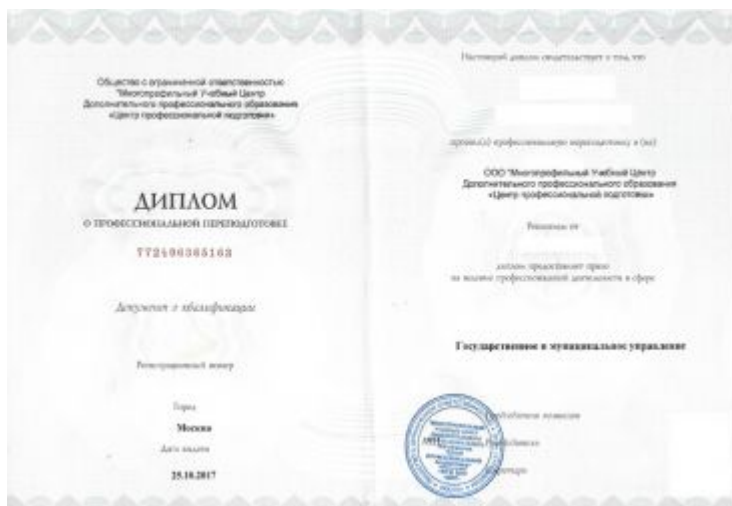 Общество с ограниченной ответственностью
"Многопрофильный Учебный Центр
Дополнительного профессионального образования
«Центр профессиональной подготовки»
ДИПЛОМ
О ПРОФЕССИОНАЛЬНОЙ ПЕРЕПОДГОТОВКЕ
772406365163
Документ о квалификации
Регистрационный номер
Город
Москва
Дата выдачи
25.10.2017
Настоящий диплом свидетельствует о том, что
прошел(а) профессиональную переподготовку в (на)
ООО "Многопрофильный Учебный Центр
Дополнительного профессионального образования
«Центр профессиональной подготовки»
Решением от
диплом предоставляет право
на ведение профессиональной деятельности в сфере
Государственное и муниципальное управление
Председатель комиссии
Руководитель
Секретарь